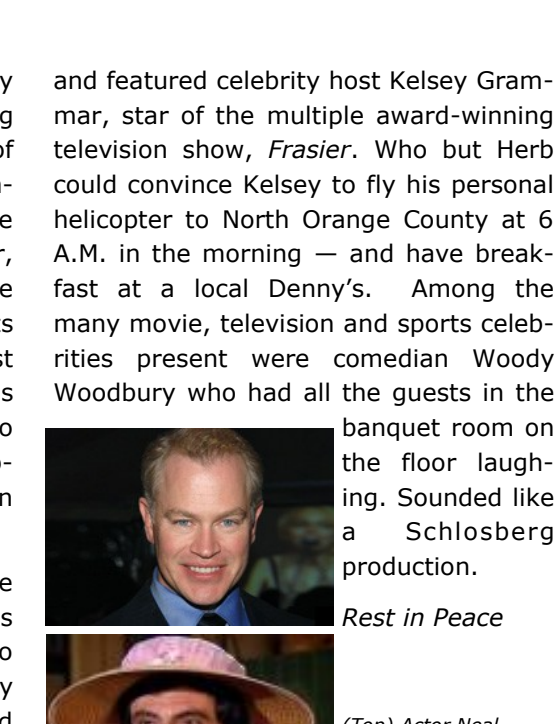 y
g
of
e
r,
e
ts
st
s
o
n
e
s
o
y
d
and featured celebrity host Kelsey Gram-
mar, star of the multiple award-winning
television show, Frasier. Who but Herb
could convince Kelsey to fly his personal
helicopter to North Orange County at 6
A.M. in the morning — and have break-
fast at a local Denny’s. Among the
many movie, television and sports celeb-
rities present were comedian Woody
Woodbury who had all the guests in the
banquet room on
the floor laugh-
ing. Sounded like
a Schlosberg
production.
Rest in Peace
(Top) Actor Neal